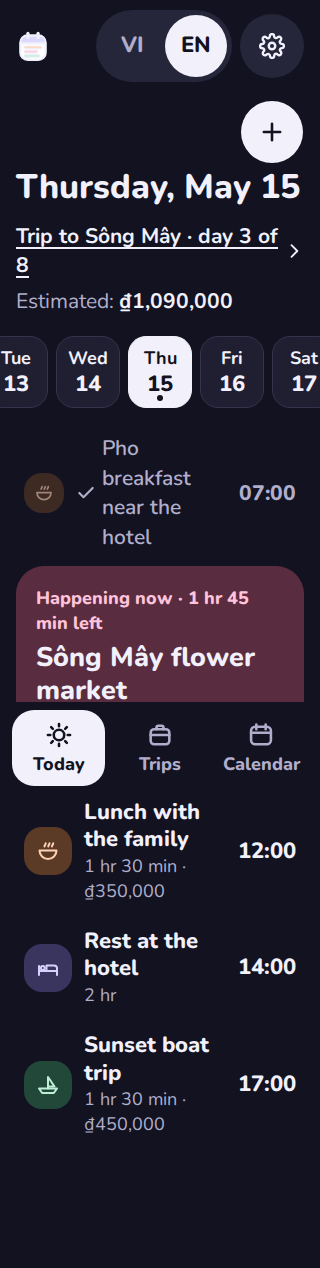 VI
EN
Thursday, May 15
Trip to Sông Mây · day 3 of
8
Estimated: ₫1,090,000
Tue
13
Wed
14
Thu
15
Fri
16
Sat
17
Pho
breakfast
near the
hotel
07:00
Happening now · 1 hr 45
min left
Sông Mây flower
market
Today
Trips
Calendar
Lunch with
the family
1 hr 30 min ·
₫350,000
12:00
Rest at the
hotel
2 hr
14:00
Sunset boat
trip
1 hr 30 min ·
₫450,000
17:00